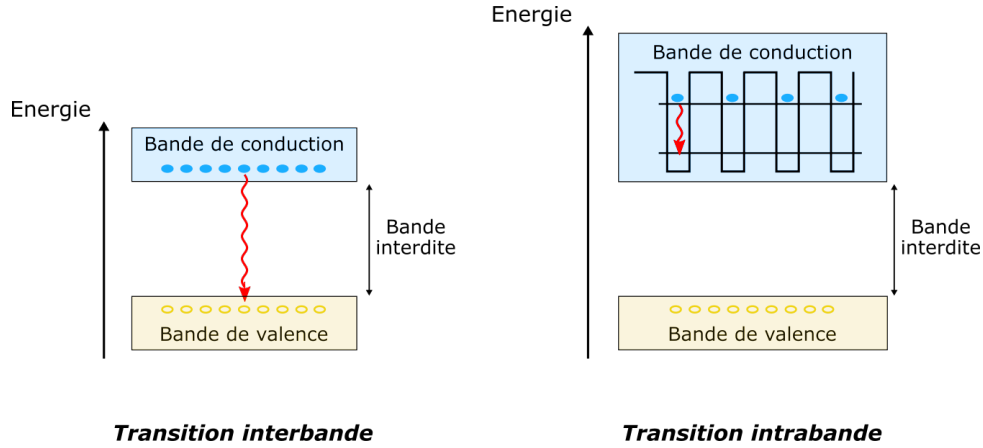 Energie
Bande de conduction
Bande
interdite
Bande de valence
Transition interbande
Energie
Bande de conduction
Bande
interdite
Bande de valence
Transition intrabande